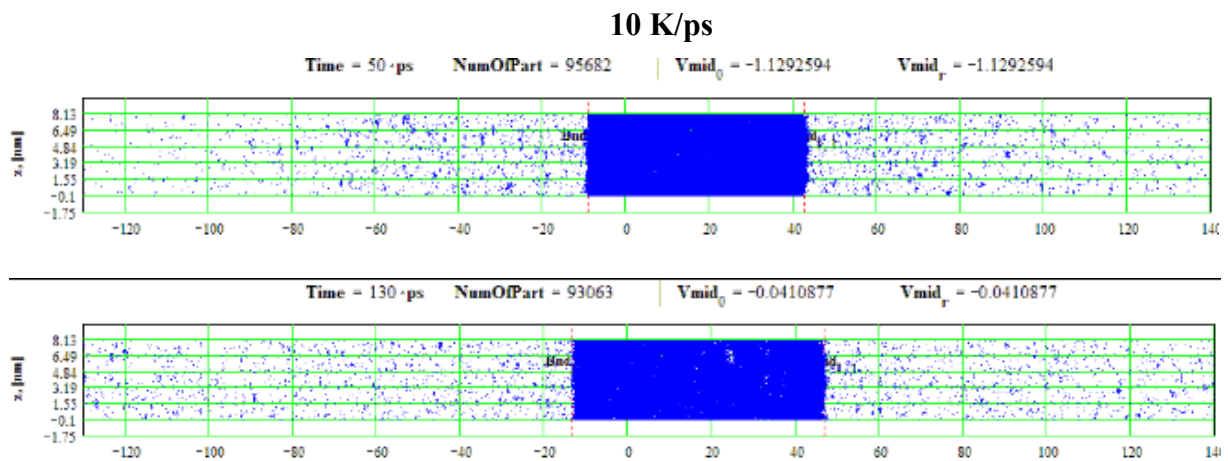 10 K/ps
Time = 50·ps NumOfPart = 95682 Vmid₀ = −1.1292594 Vmidᵣ = −1.1292594
8.13
6.49
4.84
3.19
1.55
−0.1
−1.75
x, [nm]
Bnd
−120 −100 −80 −60 −40 −20 0 20 40 60 80 100 120 140
Time = 130·ps NumOfPart = 93063 Vmid₀ = −0.0410877 Vmidᵣ = −0.0410877
8.13
6.49
4.84
3.19
1.55
−0.1
−1.75
x, [nm]
Bnd
−120 −100 −80 −60 −40 −20 0 20 40 60 80 100 120 140